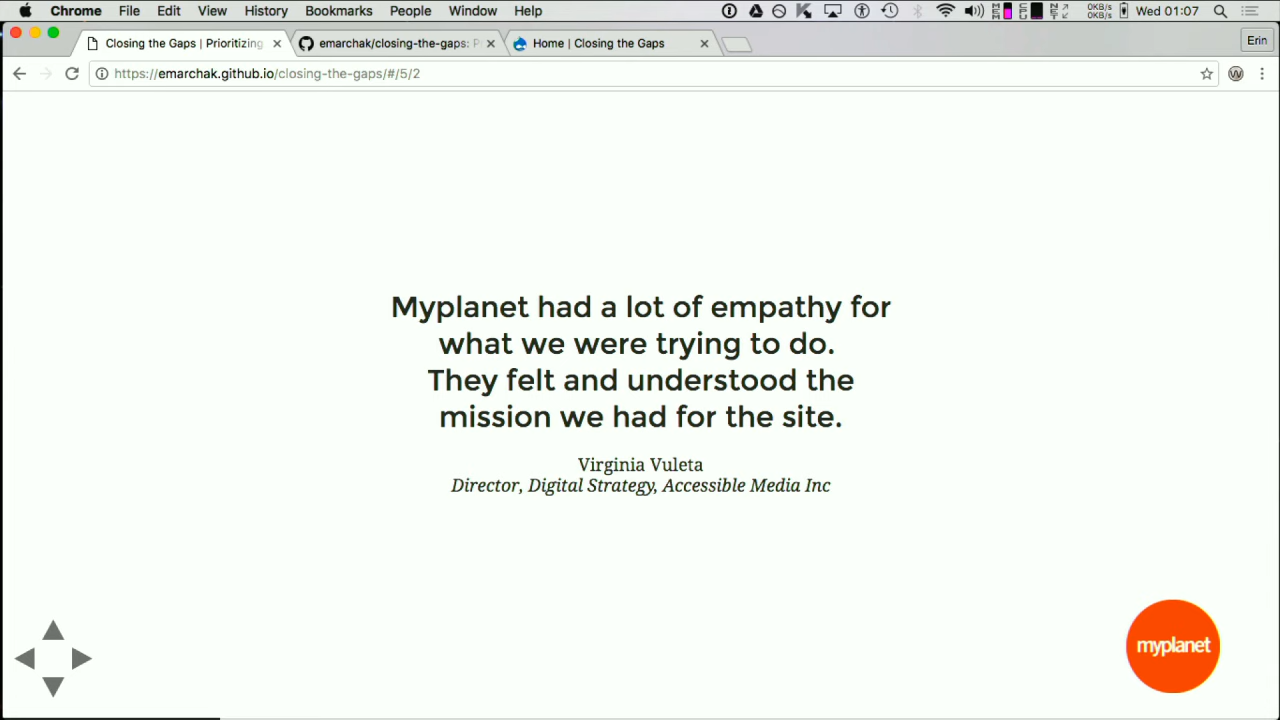 Chrome File Edit View History Bookmarks People Window Help
0KB/s
0KB/s
Wed 01:07
Closing the Gaps | Prioritizing
emarchak/closing-the-gaps: P
Home | Closing the Gaps
Erin
https://emarchak.github.io/closing-the-gaps/#/5/2
Myplanet had a lot of empathy for
what we were trying to do.
They felt and understood the
mission we had for the site.
Virginia Vuleta
Director, Digital Strategy, Accessible Media Inc
myplanet